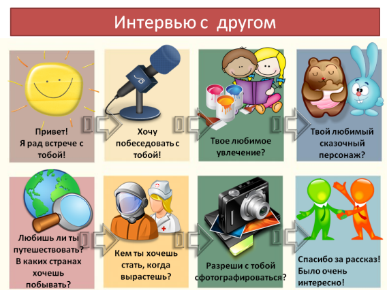 Интервью с другом
Привет!
Я рад встрече с
тобой!
Хочу
побеседовать с
тобой!
Твое любимое
увлечение?
Твой любимый
сказочный
персонаж?
Любишь ли ты
путешествовать?
В каких странах
хочешь
побывать?
Кем ты хочешь
стать, когда
вырастешь?
Разреши с тобой
сфотографироваться?
Спасибо за рассказ!
Было очень
интересно!